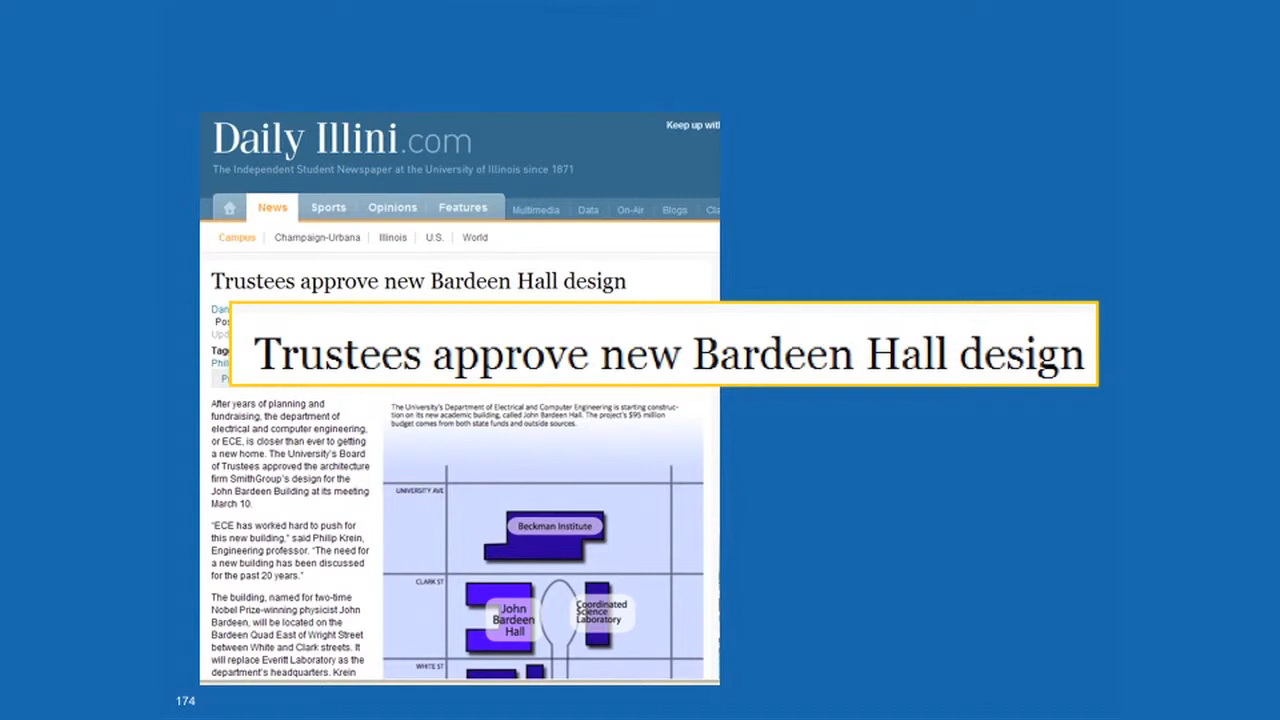 Daily Illini.com
Keep up with
The Independent Student Newspaper at the University of Illinois since 1871
News Sports Opinions Features Multimedia Data On-Air Blogs
Campus Champaign-Urbana Illinois U.S. World
Trustees approve new Bardeen Hall design
Trustees approve new Bardeen Hall design
After years of planning and
fundraising, the department of
electrical and computer engineering,
or ECE, is closer than ever to getting
a new home. The University's Board
of Trustees approved the architecture
firm SmithGroup's design for the
John Bardeen Building at its meeting
March 10.
"ECE has worked hard to push for
this new building," said Philip Krein,
Engineering professor. "The need for
a new building has been discussed
for the past 20 years."
The building, named for two-time
Nobel Prize-winning physicist John
Bardeen, will be located on the
Bardeen Quad East of Wright Street
between White and Clark streets. It
will replace Everitt Laboratory as the
department's headquarters. Krein
The University's Department of Electrical and Computer Engineering is starting construc-
tion on its new academic building, called John Bardeen Hall. The project's $95 million
budget comes from both state funds and outside sources.
UNIVERSITY AVE
Beckman Institute
CLARK ST
John
Bardeen
Hall
Coordinated
Science
Laboratory
WHITE ST
174